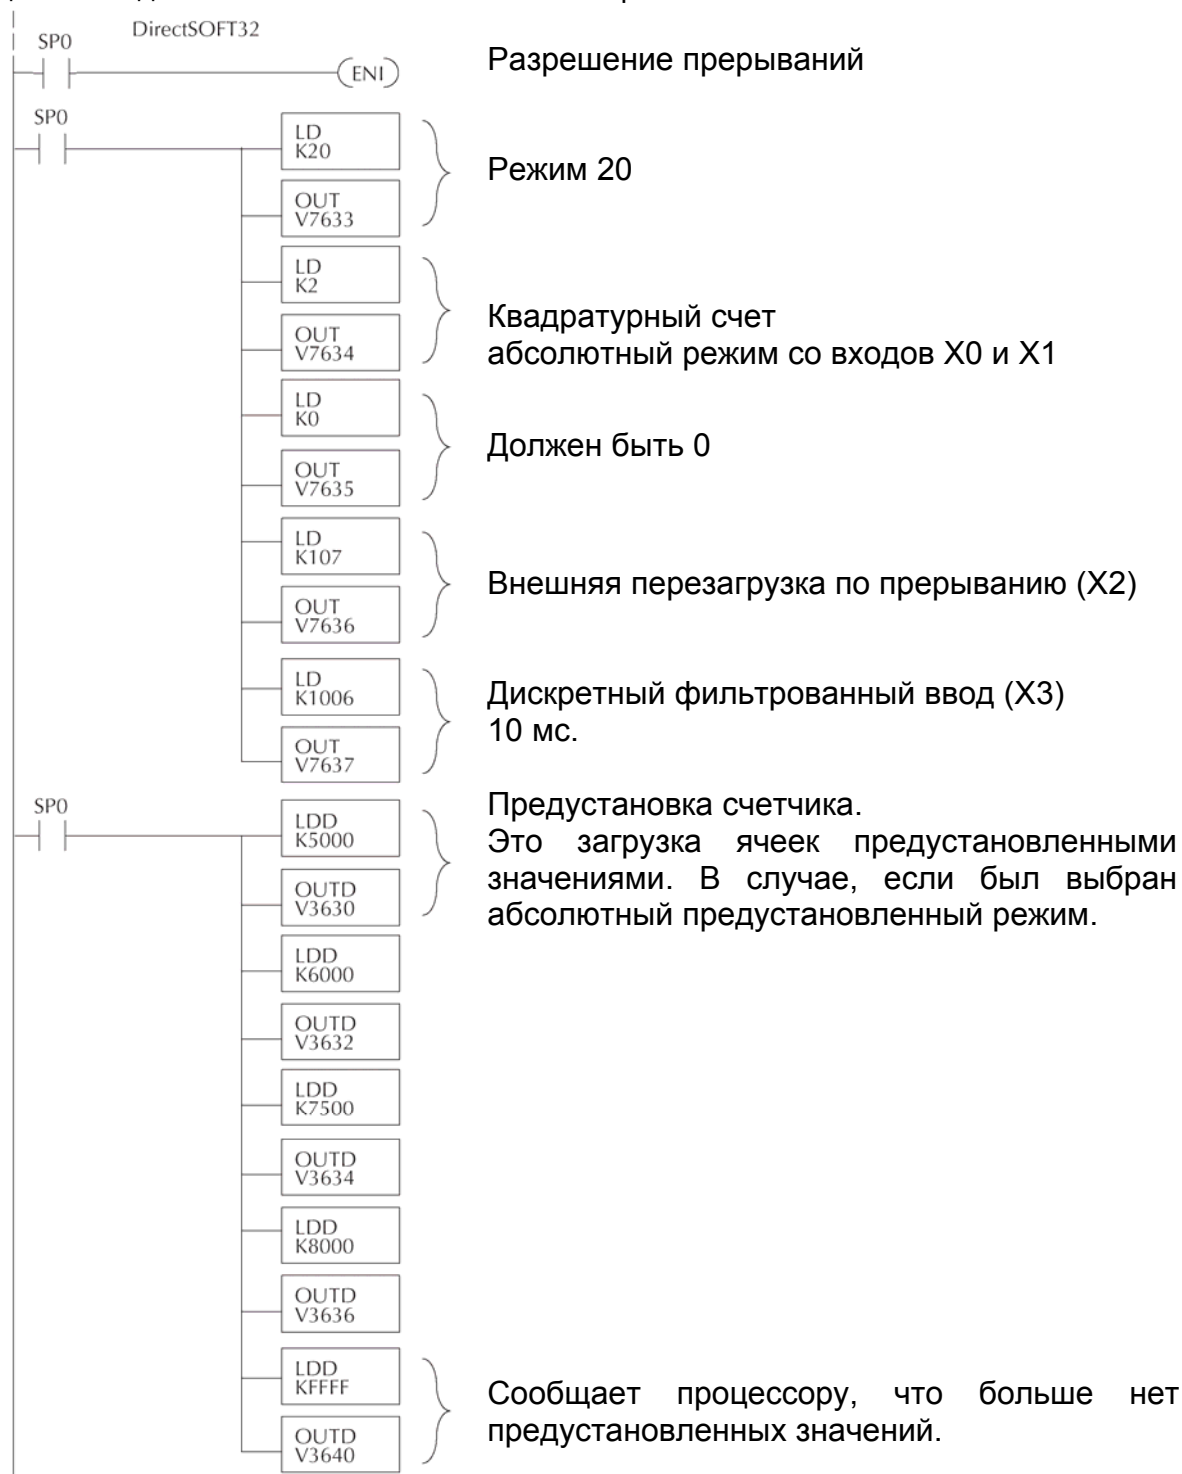 DirectSOFT32
SP0
ENI
Разрешение прерываний
SP0
LD
K20
Режим 20
OUT
V7633
LD
K2
Квадратурный счет
абсолютный режим со входов X0 и X1
OUT
V7634
LD
K0
Должен быть 0
OUT
V7635
LD
K107
Внешняя перезагрузка по прерыванию (X2)
OUT
V7636
LD
K1006
Дискретный фильтрованный ввод (X3)
10 мс.
OUT
V7637
SP0
LDD
K5000
Предустановка счетчика.
Это загрузка ячеек предустановленными
значениями. В случае, если был выбран
абсолютный предустановленный режим.
OUTD
V3630
LDD
K6000
OUTD
V3632
LDD
K7500
OUTD
V3634
LDD
K8000
OUTD
V3636
LDD
KFFFF
Сообщает процессору, что больше нет
предустановленных значений.
OUTD
V3640